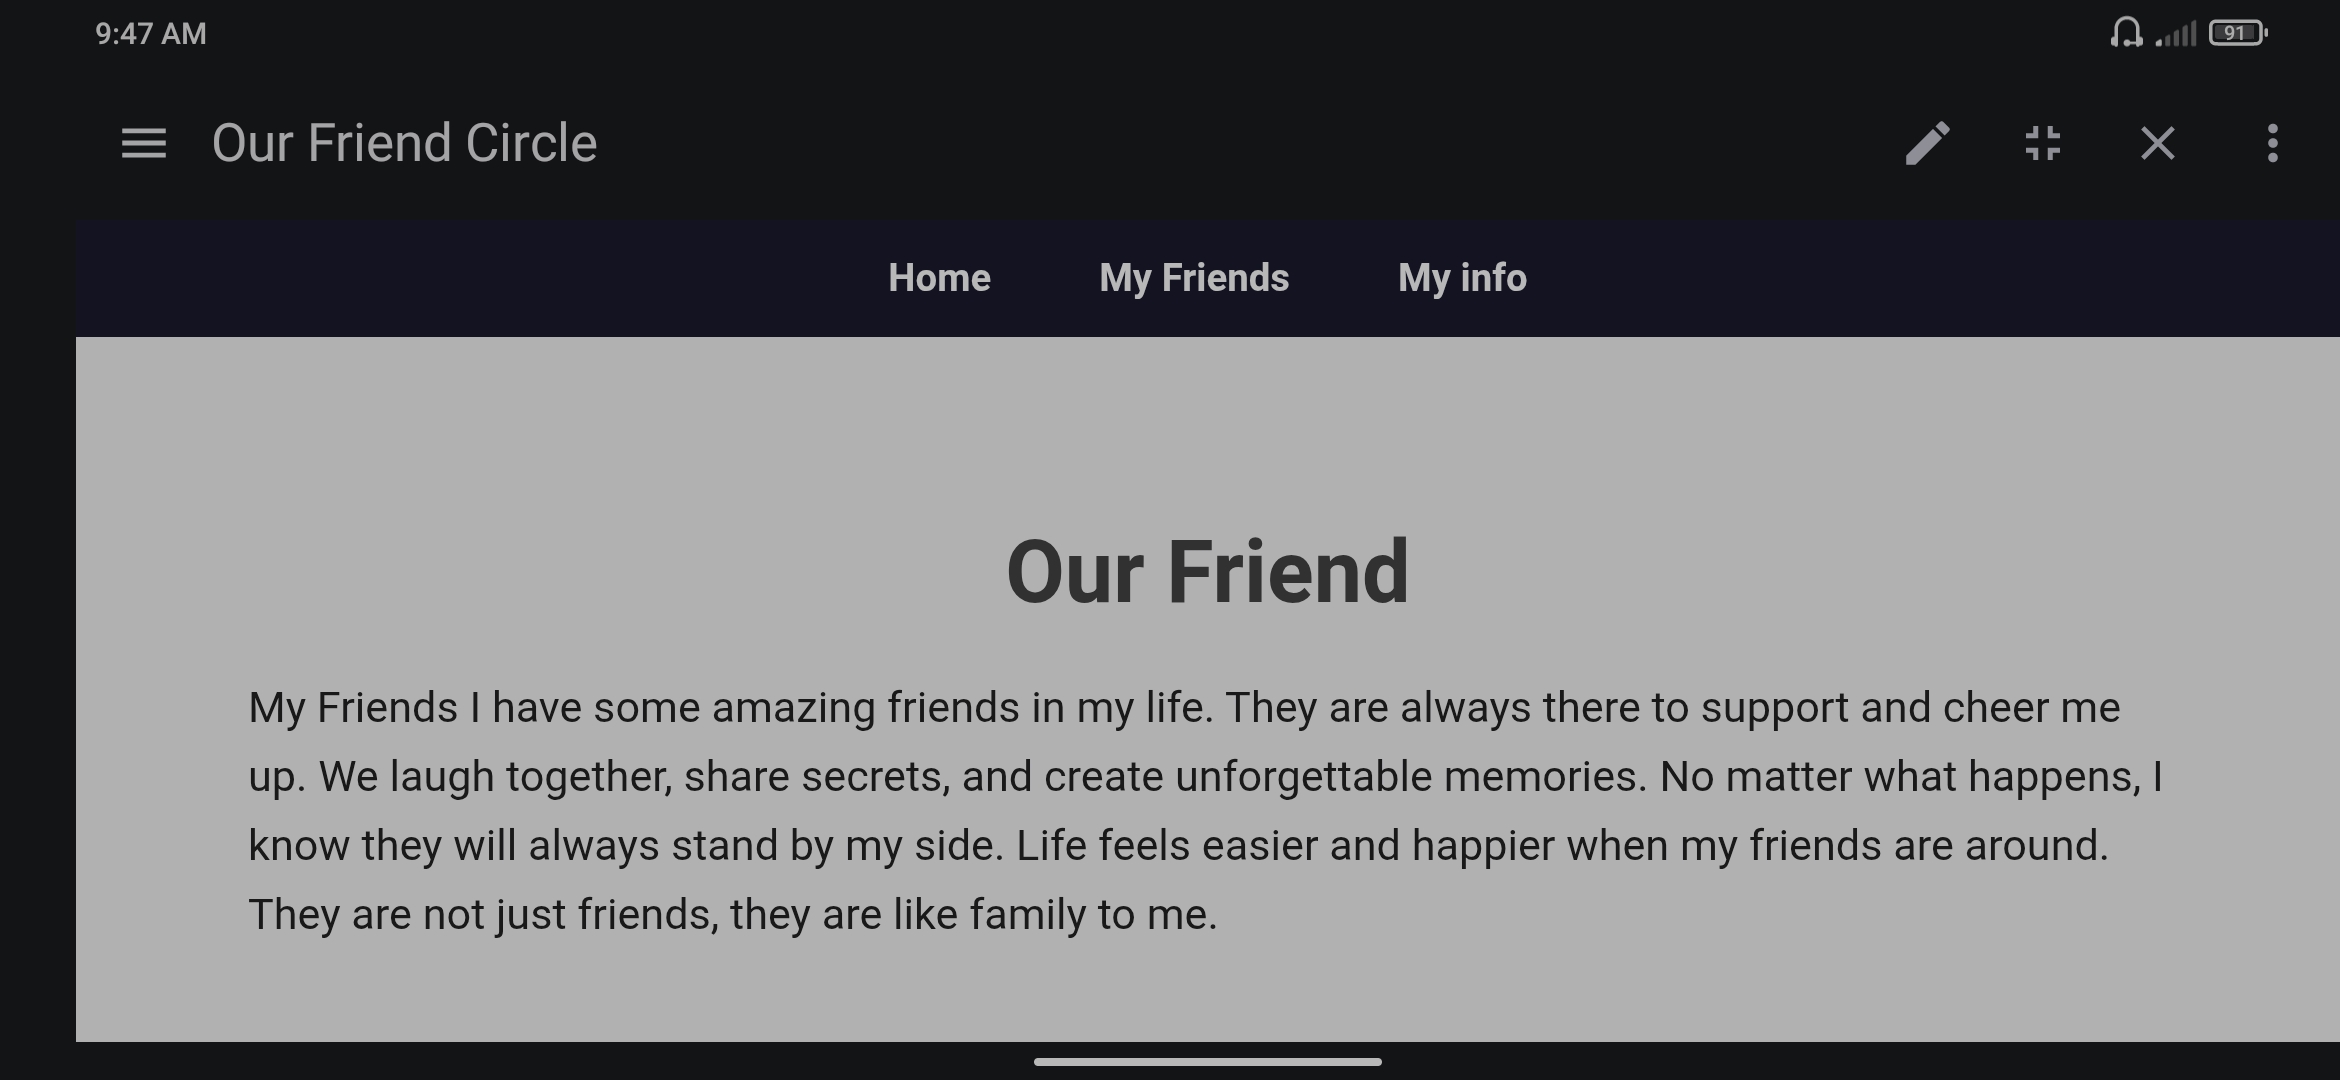 9:47 AM
91
Our Friend Circle
Home My Friends My info
Our Friend
My Friends I have some amazing friends in my life. They are always there to support and cheer me
up. We laugh together, share secrets, and create unforgettable memories. No matter what happens, I
know they will always stand by my side. Life feels easier and happier when my friends are around.
They are not just friends, they are like family to me.